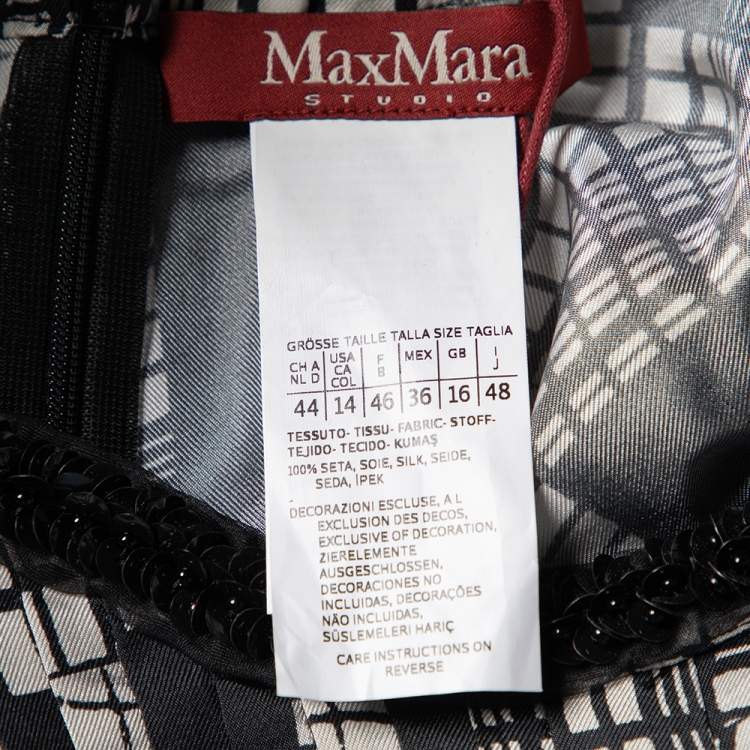 MaxMara
STUDIO
GRÖSSE TAILLE TALLA SIZE TAGLIA
CH A NL D USA CA COL F B MEX GB I J
44 14 46 36 16 48
TESSUTO- TISSU- FABRIC- STOFF-
TEJIDO- TECIDO- KUMAŞ
100% SETA, SOIE, SILK, SEIDE,
SEDA, İPEK
DECORAZIONI ESCLUSE, A L
EXCLUSION DES DECOS,
EXCLUSIVE OF DECORATION,
ZIERELEMENTE
AUSGESCHLOSSEN,
DECORACIONES NO
INCLUIDAS, DECORAÇÕES
NÃO INCLUIDAS,
SÜSLEMELERI HARIÇ
CARE INSTRUCTIONS ON
REVERSE